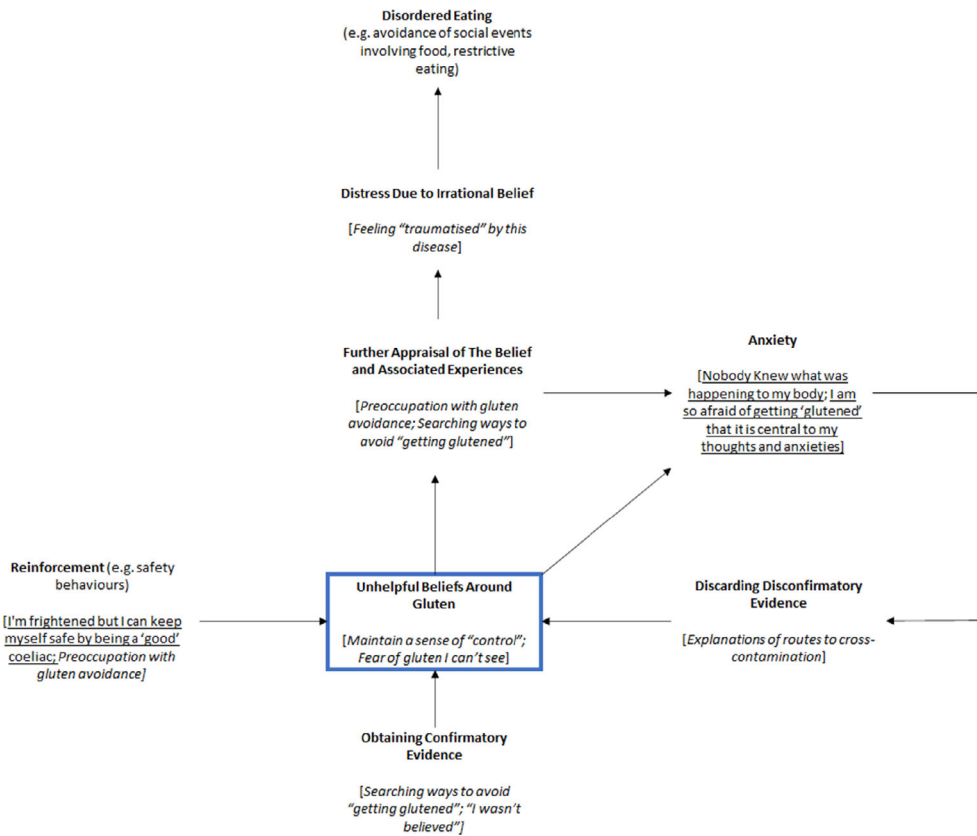 Disordered Eating
(e.g. avoidance of social events
involving food, restrictive
eating)
Distress Due to Irrational Belief
[Feeling “traumatised” by this
disease]
Further Appraisal of The Belief
and Associated Experiences
[Preoccupation with gluten
avoidance; Searching ways to
avoid “getting glutened”]
Anxiety
[Nobody Knew what was
happening to my body; I am
so afraid of getting ‘glutened’
that it is central to my
thoughts and anxieties]
Reinforcement (e.g. safety
behaviours)
[I'm frightened but I can keep
myself safe by being a ‘good’
coeliac; Preoccupation with
gluten avoidance]
Unhelpful Beliefs Around
Gluten
[Maintain a sense of “control”;
Fear of gluten I can’t see]
Discarding Disconfirmatory
Evidence
[Explanations of routes to cross-
contamination]
Obtaining Confirmatory
Evidence
[Searching ways to avoid
“getting glutened”; “I wasn’t
believed”]